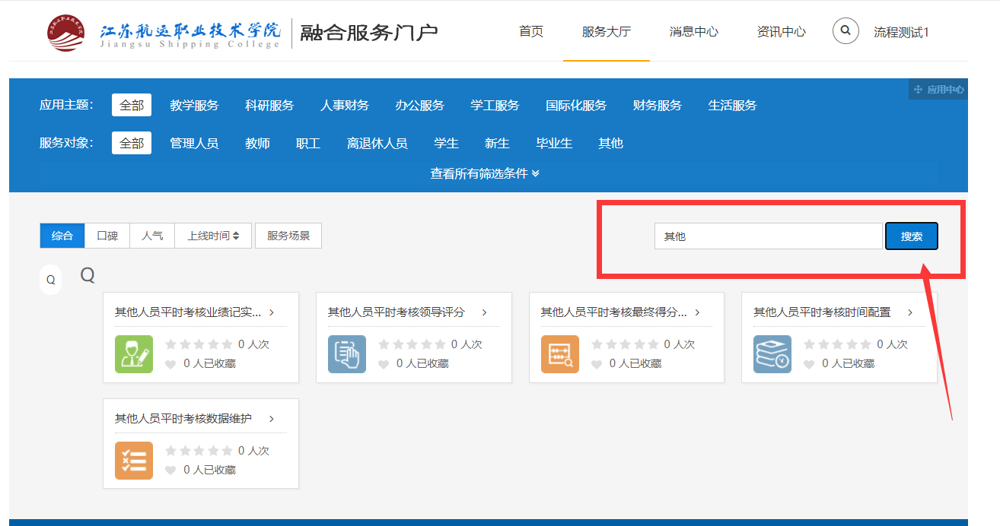 江苏航运职业技术学院
Jiangsu Shipping College
融合服务门户
首页 服务大厅 消息中心 资讯中心 流程测试1
应用中心
应用主题： 全部 教学服务 科研服务 人事财务 办公服务 学工服务 国际化服务 财务服务 生活服务
服务对象： 全部 管理人员 教师 职工 离退休人员 学生 新生 毕业生 其他
查看所有筛选条件
综合 口碑 人气 上线时间 服务场景 其他 搜索
Q Q
其他人员平时考核业绩记实... 其他人员平时考核领导评分 其他人员平时考核最终得分... 其他人员平时考核时间配置
0 人次 0 人次 0 人次 0 人次
0 人已收藏 0 人已收藏 0 人已收藏 0 人已收藏
其他人员平时考核数据维护
0 人次
0 人已收藏